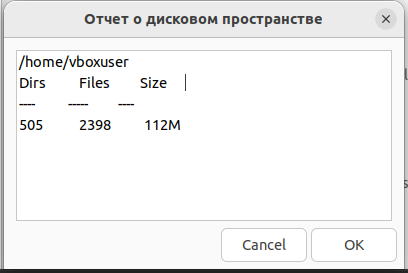 Отчет о дисковом пространстве
/home/vboxuser
Dirs Files Size
---- ----- ----
505 2398 112M
Cancel OK